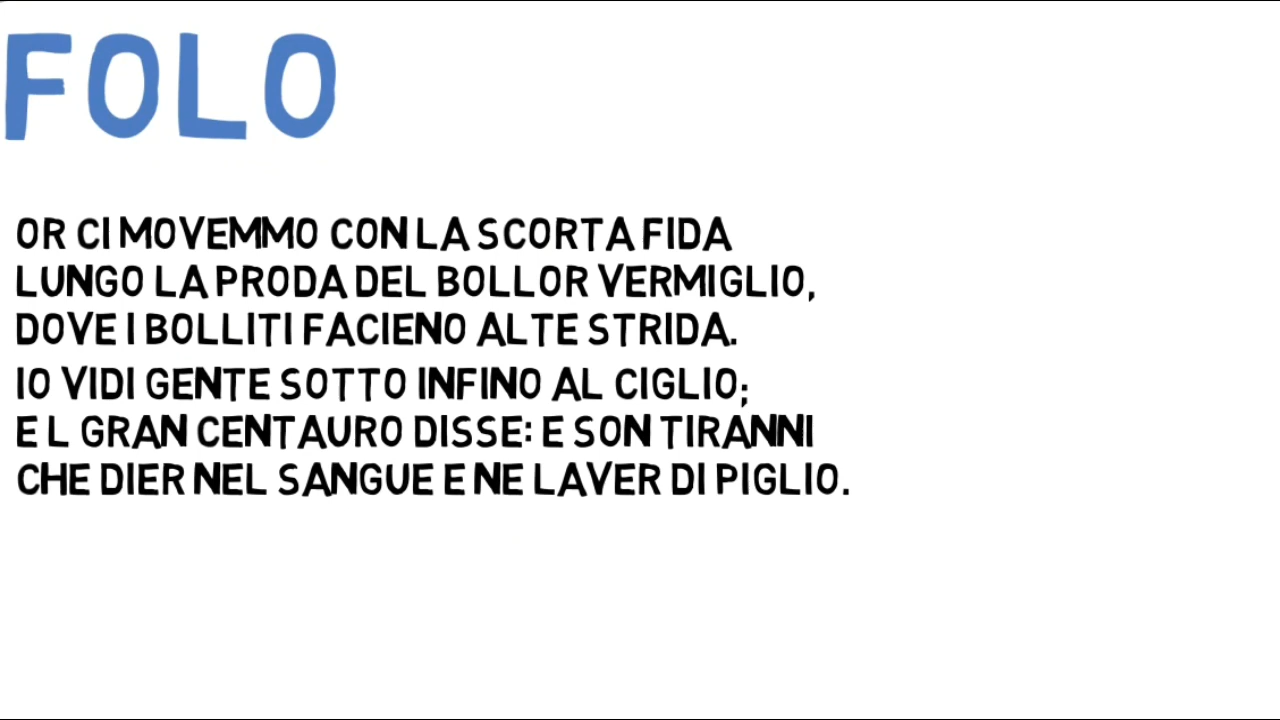 FOLO
OR CI MOVEMMO CON LA SCORTA FIDA
LUNGO LA PRODA DEL BOLLOR VERMIGLIO,
DOVE I BOLLITI FACIENO ALTE STRIDA.
IO VIDI GENTE SOTTO INFINO AL CIGLIO;
E L GRAN CENTAURO DISSE: E SON TIRANNI
CHE DIER NEL SANGUE E NE LAVER DI PIGLIO.